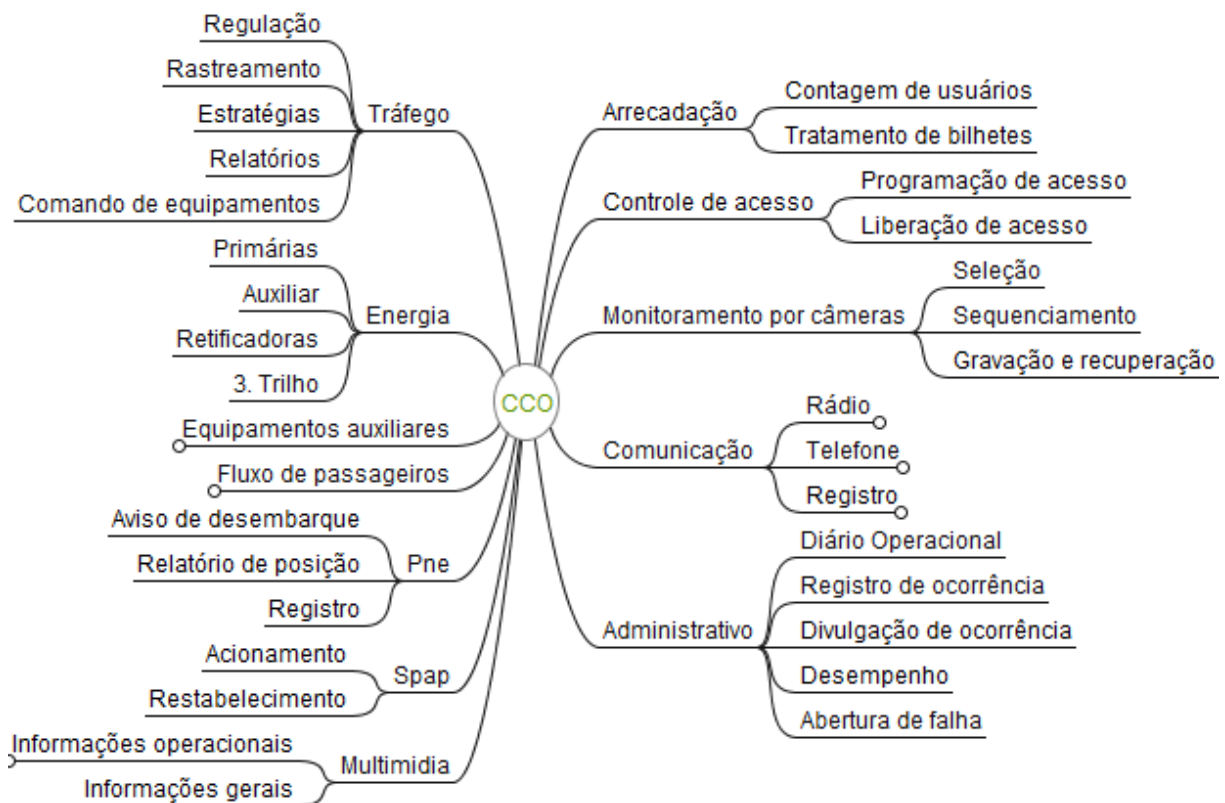 Regulação
Rastreamento
Estratégias
Relatórios
Comando de equipamentos
Tráfego
Primárias
Auxiliar
Retificadoras
3. Trilho
Energia
Equipamentos auxiliares
Fluxo de passageiros
Aviso de desembarque
Relatório de posição
Registro
Pne
Acionamento
Restabelecimento
Spap
Informações operacionais
Informações gerais
Multimidia
CCO
Arrecadação
Contagem de usuários
Tratamento de bilhetes
Controle de acesso
Programação de acesso
Liberação de acesso
Monitoramento por câmeras
Seleção
Sequenciamento
Gravação e recuperação
Comunicação
Rádio
Telefone
Registro
Administrativo
Diário Operacional
Registro de ocorrência
Divulgação de ocorrência
Desempenho
Abertura de falha